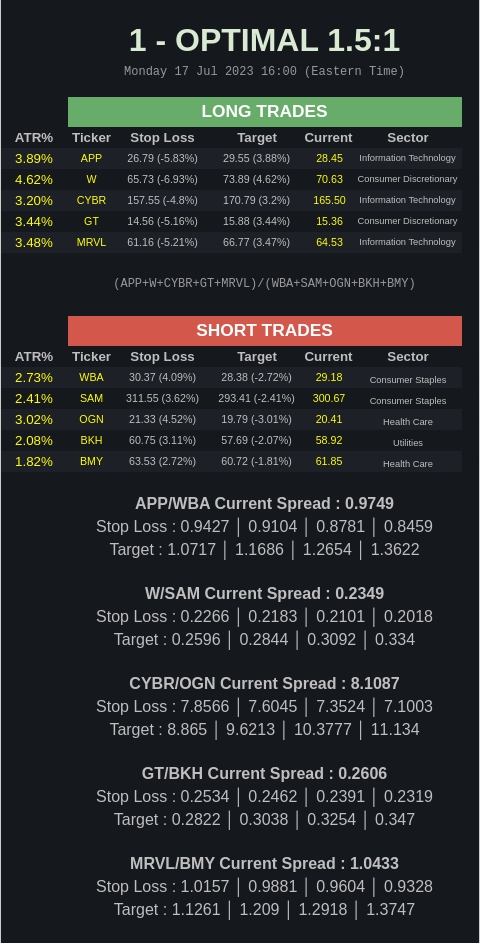 1 - OPTIMAL 1.5:1
Monday 17 Jul 2023 16:00 (Eastern Time)
LONG TRADES
ATR% Ticker Stop Loss Target Current Sector
3.89% APP 26.79 (-5.83%) 29.55 (3.88%) 28.45 Information Technology
4.62% W 65.73 (-6.93%) 73.89 (4.62%) 70.63 Consumer Discretionary
3.20% CYBR 157.55 (-4.8%) 170.79 (3.2%) 165.50 Information Technology
3.44% GT 14.56 (-5.16%) 15.88 (3.44%) 15.36 Consumer Discretionary
3.48% MRVL 61.16 (-5.21%) 66.77 (3.47%) 64.53 Information Technology
(APP+W+CYBR+GT+MRVL)/(WBA+SAM+OGN+BKH+BMY)
SHORT TRADES
ATR% Ticker Stop Loss Target Current Sector
2.73% WBA 30.37 (4.09%) 28.38 (-2.72%) 29.18 Consumer Staples
2.41% SAM 311.55 (3.62%) 293.41 (-2.41%) 300.67 Consumer Staples
3.02% OGN 21.33 (4.52%) 19.79 (-3.01%) 20.41 Health Care
2.08% BKH 60.75 (3.11%) 57.69 (-2.07%) 58.92 Utilities
1.82% BMY 63.53 (2.72%) 60.72 (-1.81%) 61.85 Health Care
APP/WBA Current Spread : 0.9749
Stop Loss : 0.9427 │ 0.9104 │ 0.8781 │ 0.8459
Target : 1.0717 │ 1.1686 │ 1.2654 │ 1.3622
W/SAM Current Spread : 0.2349
Stop Loss : 0.2266 │ 0.2183 │ 0.2101 │ 0.2018
Target : 0.2596 │ 0.2844 │ 0.3092 │ 0.334
CYBR/OGN Current Spread : 8.1087
Stop Loss : 7.8566 │ 7.6045 │ 7.3524 │ 7.1003
Target : 8.865 │ 9.6213 │ 10.3777 │ 11.134
GT/BKH Current Spread : 0.2606
Stop Loss : 0.2534 │ 0.2462 │ 0.2391 │ 0.2319
Target : 0.2822 │ 0.3038 │ 0.3254 │ 0.347
MRVL/BMY Current Spread : 1.0433
Stop Loss : 1.0157 │ 0.9881 │ 0.9604 │ 0.9328
Target : 1.1261 │ 1.209 │ 1.2918 │ 1.3747